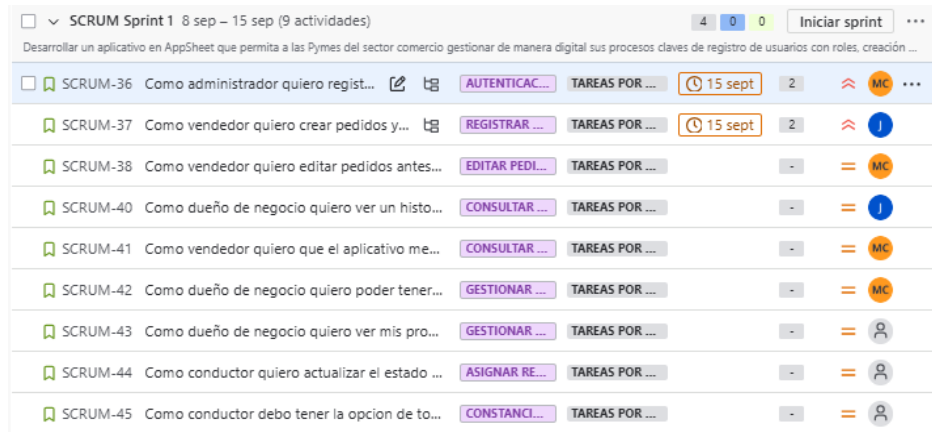 SCRUM Sprint 1 8 sep – 15 sep (9 actividades) 4 0 0 Iniciar sprint
Desarrollar un aplicativo en AppSheet que permita a las Pymes del sector comercio gestionar de manera digital sus procesos claves de registro de usuarios con roles, creación ...
SCRUM-36 Como administrador quiero regist... AUTENTICAC... TAREAS POR ... 15 sept 2 MC
SCRUM-37 Como vendedor quiero crear pedidos y... REGISTRAR ... TAREAS POR ... 15 sept 2 J
SCRUM-38 Como vendedor quiero editar pedidos antes... EDITAR PEDI... TAREAS POR ... - MC
SCRUM-40 Como dueño de negocio quiero ver un histo... CONSULTAR ... TAREAS POR ... - J
SCRUM-41 Como vendedor quiero que el aplicativo me... CONSULTAR ... TAREAS POR ... - MC
SCRUM-42 Como dueño de negocio quiero poder tener... GESTIONAR ... TAREAS POR ... - MC
SCRUM-43 Como dueño de negocio quiero ver mis pro... GESTIONAR ... TAREAS POR ... -
SCRUM-44 Como conductor quiero actualizar el estado ... ASIGNAR RE... TAREAS POR ... -
SCRUM-45 Como conductor debo tener la opcion de to... CONSTANCI... TAREAS POR ... -